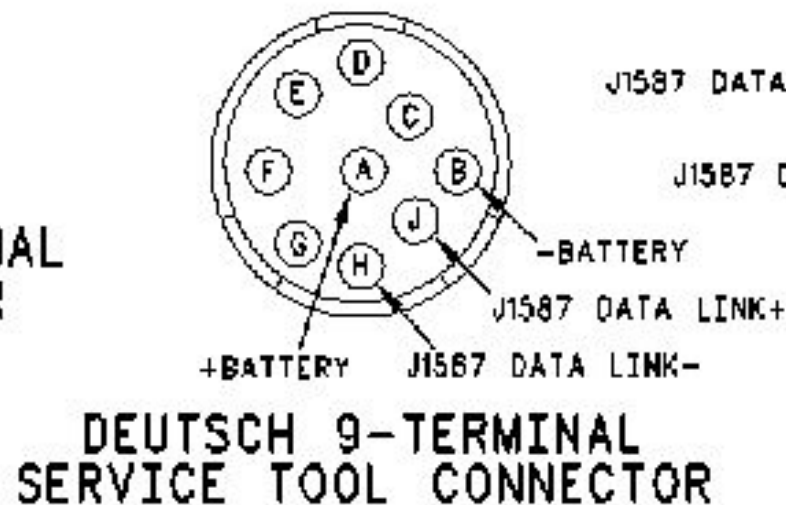 D
E
C
J1587 DATA
F
A
B
J1587
G
J
-BATTERY
H
J1587 DATA LINK+
+BATTERY
J1587 DATA LINK-
DEUTSCH 9-TERMINAL
SERVICE TOOL CONNECTOR